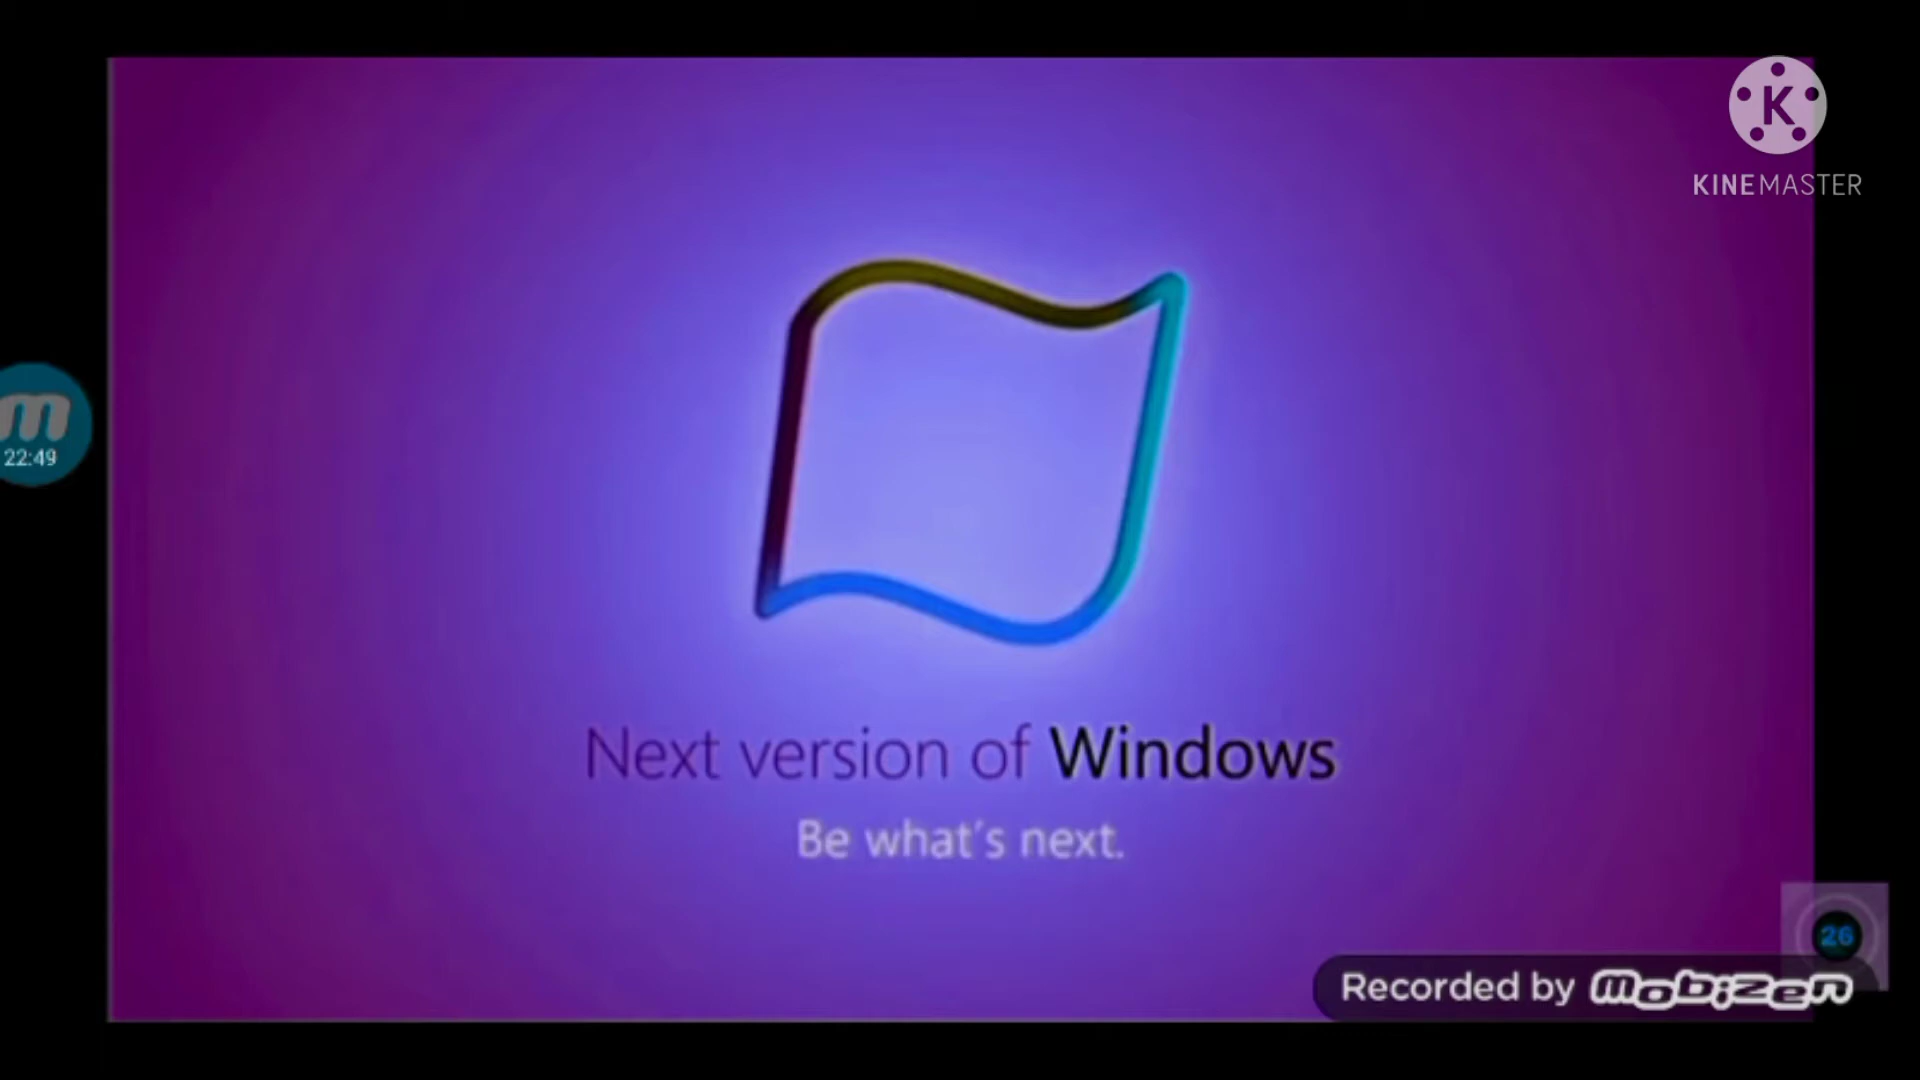 K
KINEMASTER
m
22:49
Next version of Windows
Be what's next.
26
Recorded by mobizen